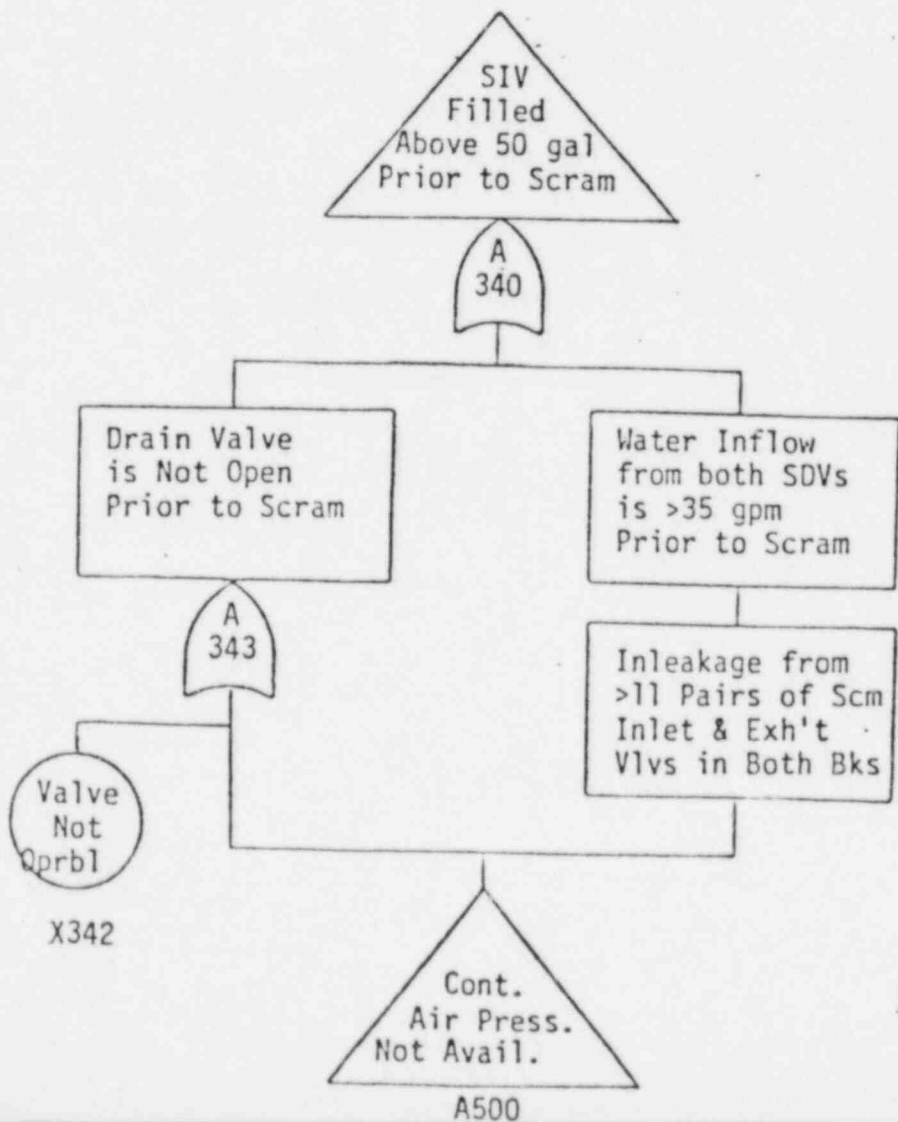 SIV
Filled
Above 50 gal
Prior to Scram
A
340
Drain Valve
is Not Open
Prior to Scram
Water Inflow
from both SDVs
is >35 gpm
Prior to Scram
A
343
Inleakage from
>11 Pairs of Scm
Inlet & Exh't
Vlvs in Both Bks
Valve
Not
Oprbl
X342
Cont.
Air Press.
Not Avail.
A500